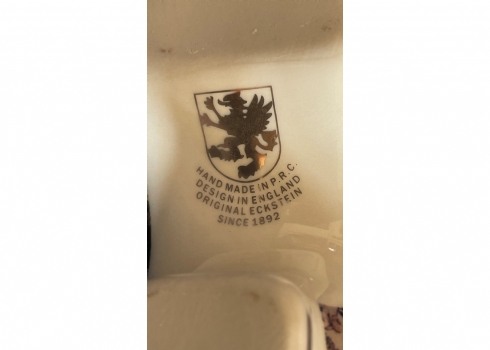 HAND MADE IN P.R.C.
DESIGN IN ENGLAND
ORIGINAL ECKSTEIN
SINCE 1892